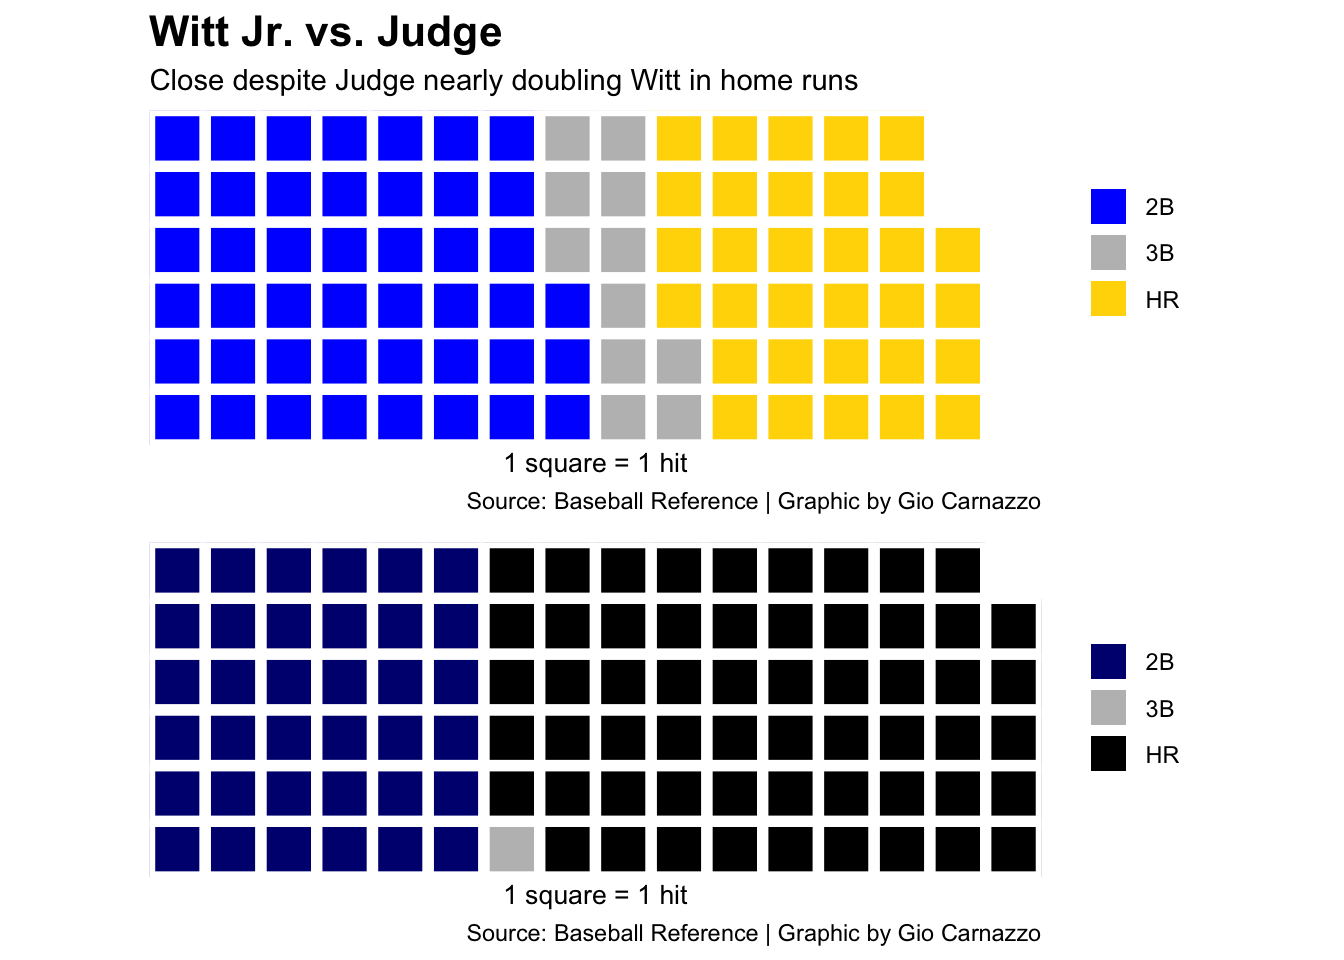 Witt Jr. vs. Judge
Close despite Judge nearly doubling Witt in home runs
2B
3B
HR
1 square = 1 hit
Source: Baseball Reference | Graphic by Gio Carnazzo
2B
3B
HR
1 square = 1 hit
Source: Baseball Reference | Graphic by Gio Carnazzo